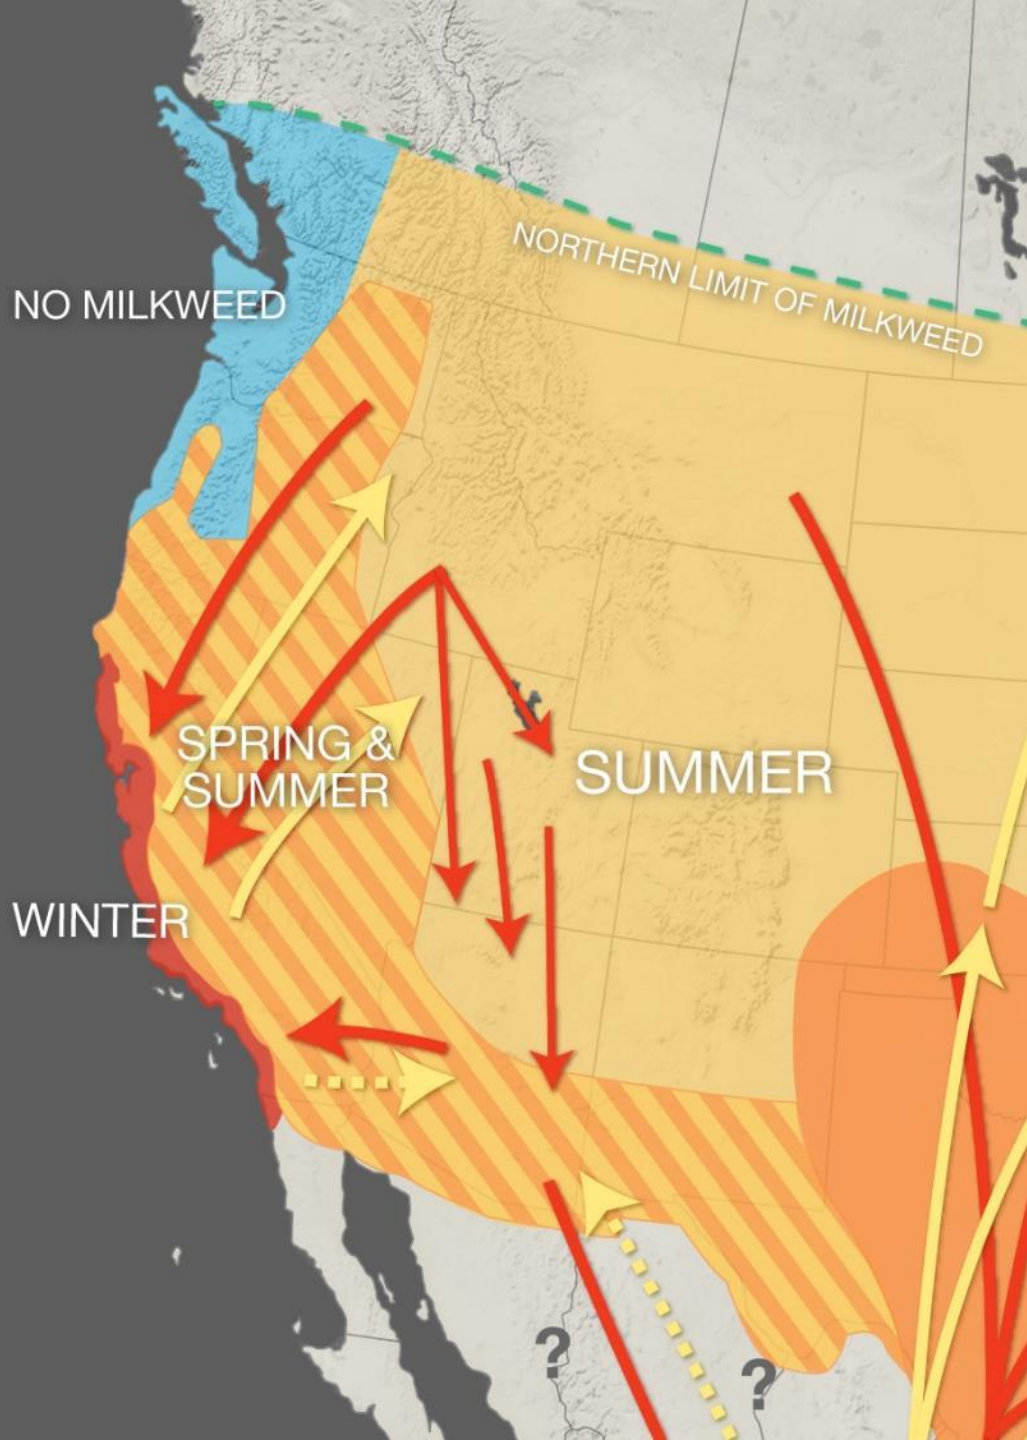 NORTHERN LIMIT OF MILKWEED
NO MILKWEED
SPRING &
SUMMER
SUMMER
WINTER
?
?